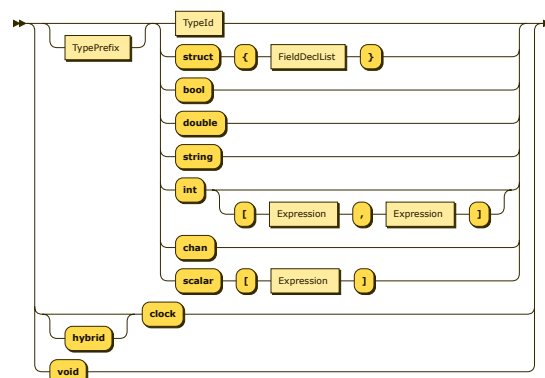 TypeId
TypePrefix
struct { FieldDeclList }
bool
double
string
int
[ Expression , Expression ]
chan
scalar [ Expression ]
clock
hybrid
void